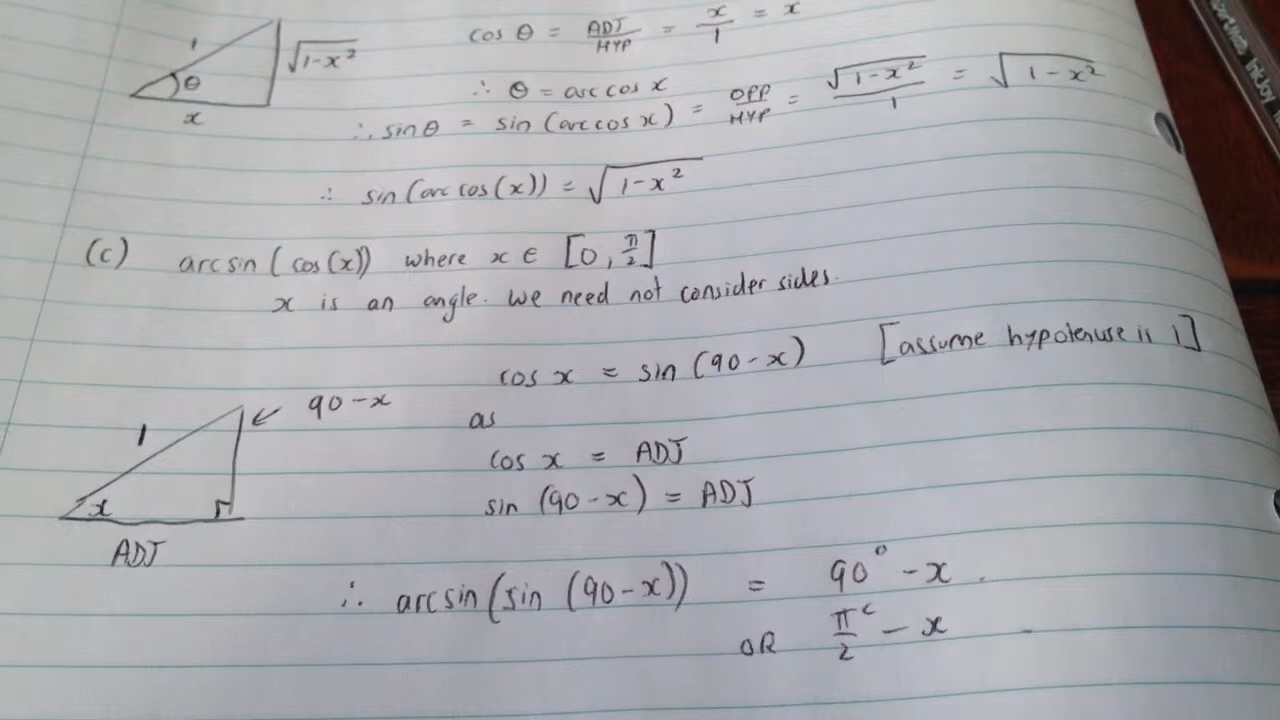 cos θ = ADJ/HYP = x/1 = x
1
√1-x²
θ
x
∴ θ = arccos x
∴ sin θ = sin (arccos x) = OPP/HYP = √1-x²/1 = √1-x²
∴ sin(arccos(x)) = √1-x²
(c) arcsin(cos(x)) where x ∈ [0, π/2]
x is an angle. We need not consider sides.
cos x = sin (90-x) [assume hypotenuse is 1]
1
90-x
x
ADJ
as
cos x = ADJ
sin (90-x) = ADJ
∴ arcsin(sin (90-x)) = 90° - x.
OR π^c/2 - x